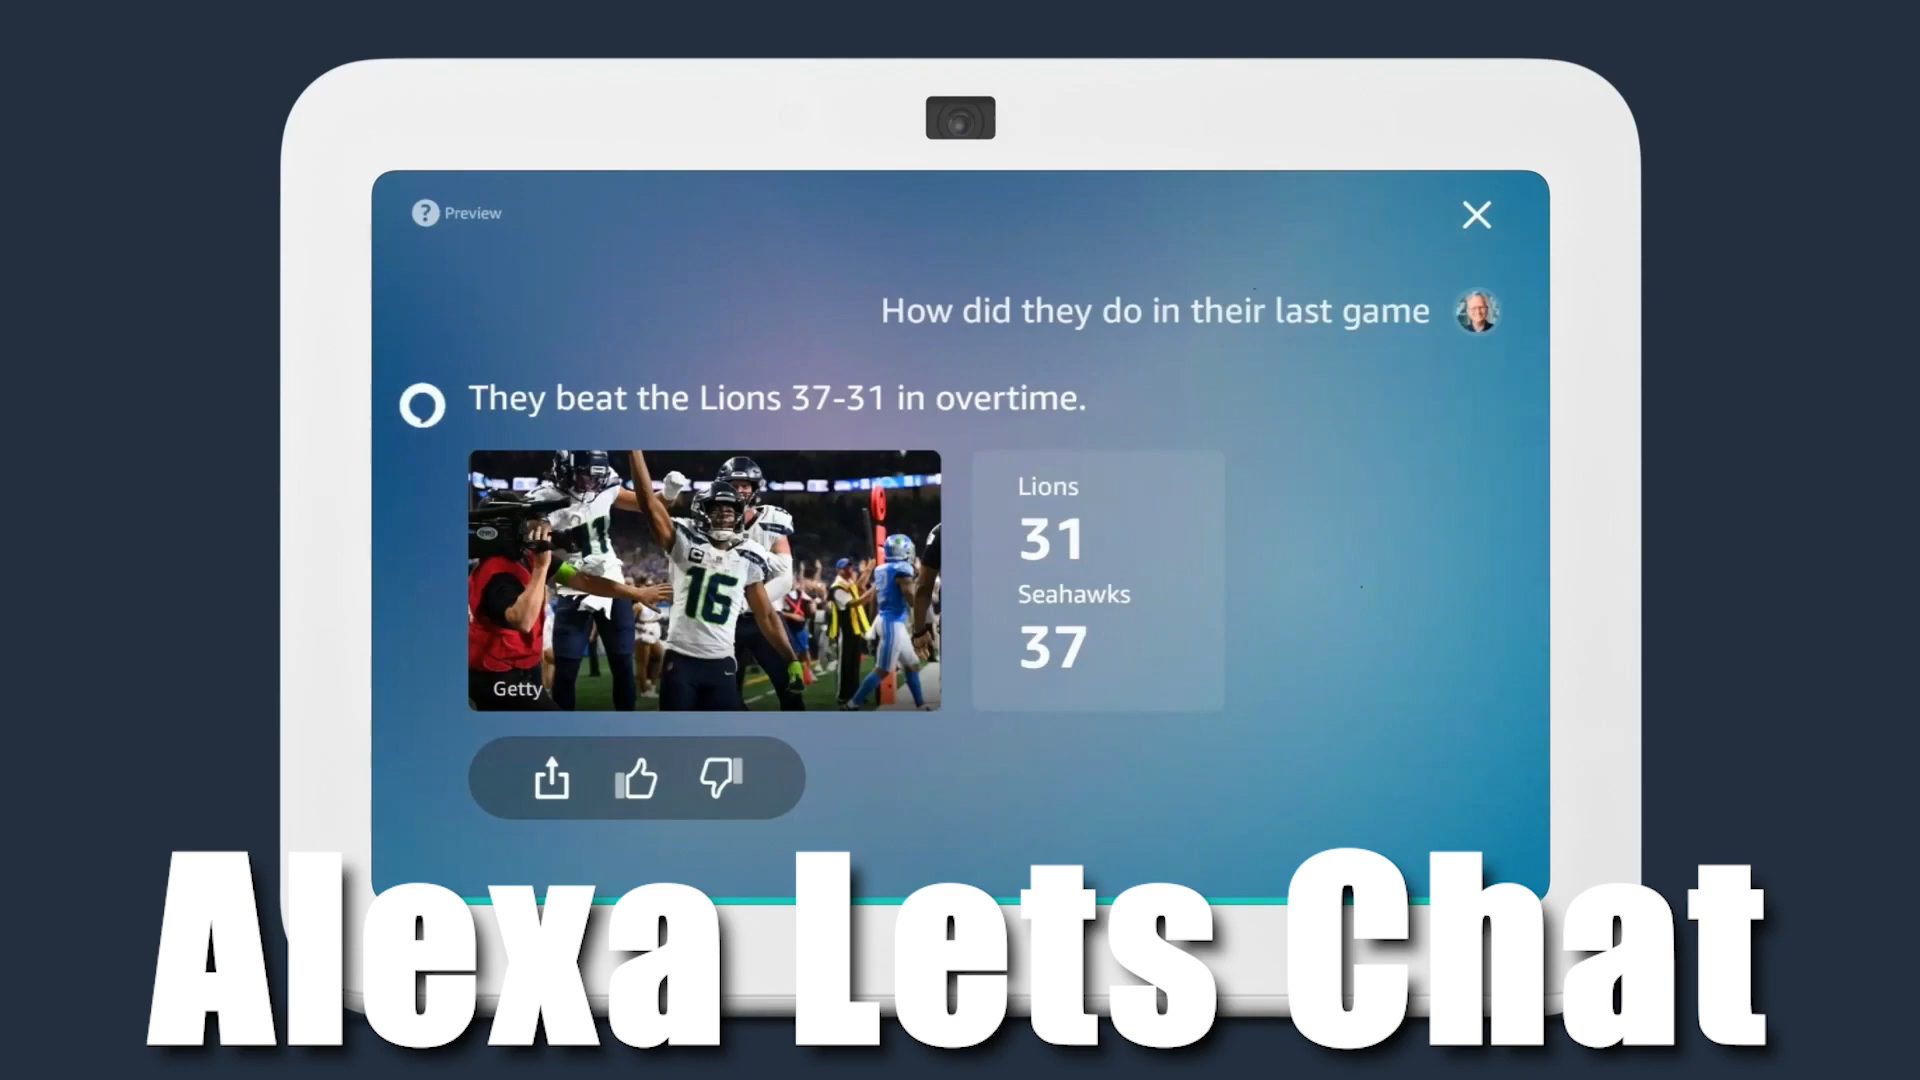 Preview
How did they do in their last game
They beat the Lions 37-31 in overtime.
16
Getty
Lions
31
Seahawks
37
Alexa Lets Chat